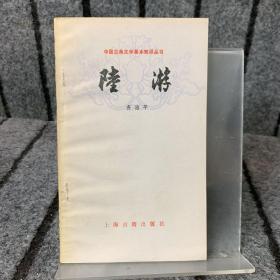 中国古典文学基本知识丛书
陸游
齐治平
上海古籍出版社